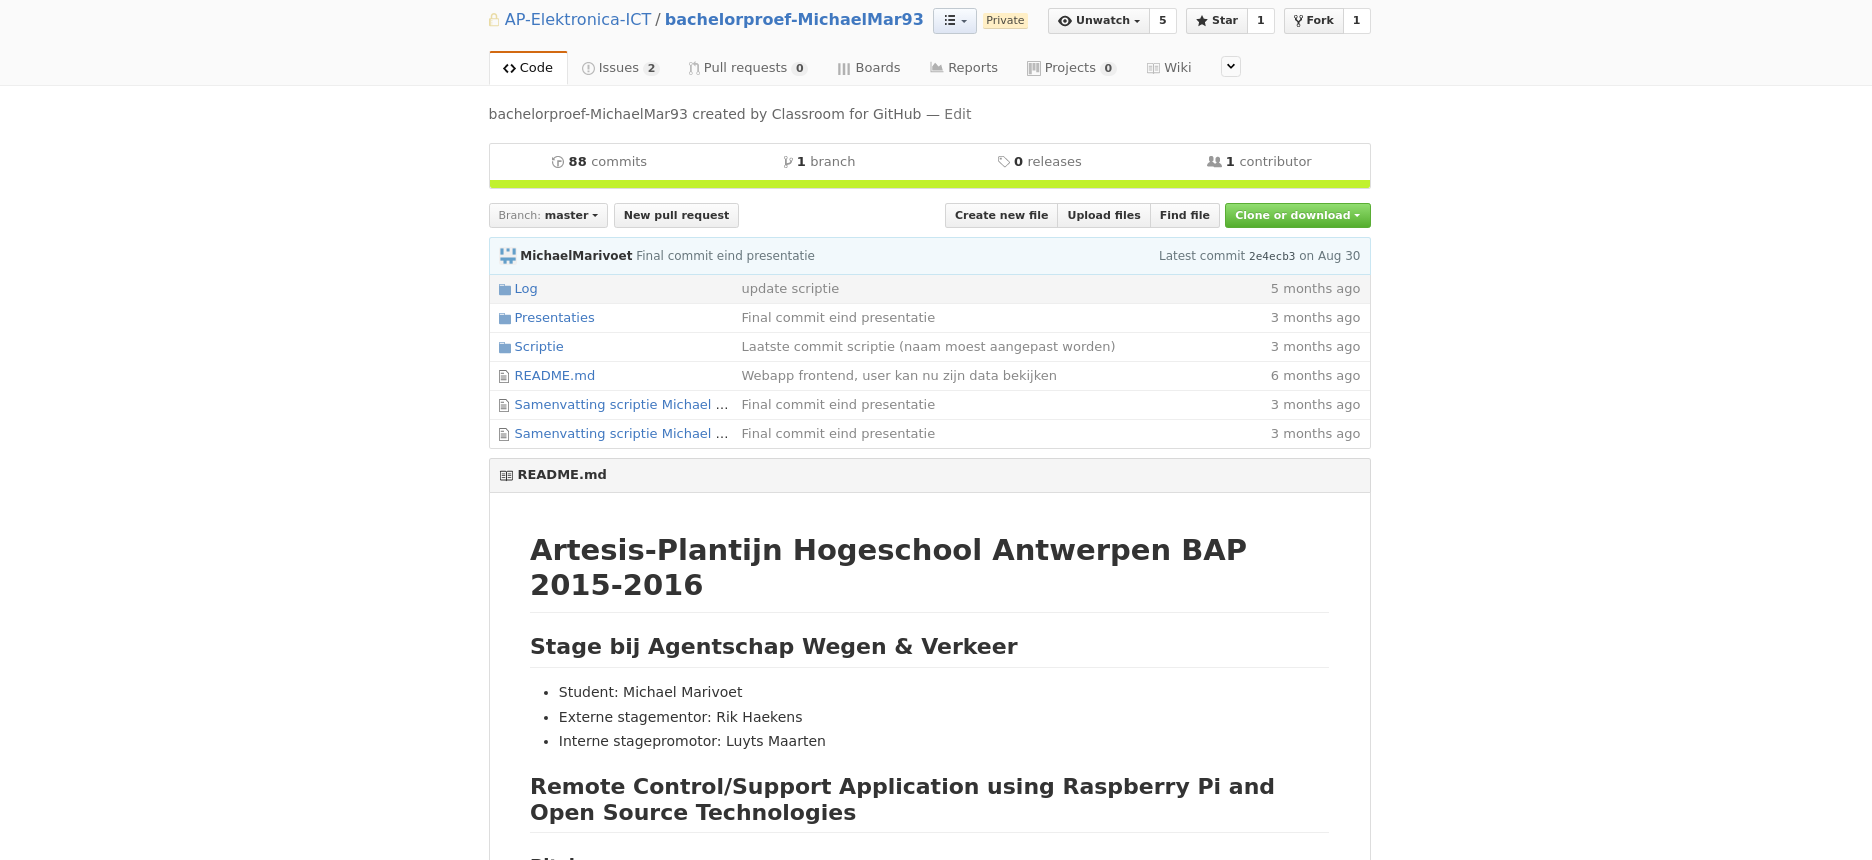 AP-Elektronica-ICT / bachelorproef-MichaelMar93 Private Unwatch 5 Star 1 Fork 1
Code Issues 2 Pull requests 0 Boards Reports Projects 0 Wiki
bachelorproef-MichaelMar93 created by Classroom for GitHub — Edit
88 commits 1 branch 0 releases 1 contributor
Branch: master New pull request Create new file Upload files Find file Clone or download
MichaelMarivoet Final commit eind presentatie Latest commit 2e4ecb3 on Aug 30
Log update scriptie 5 months ago
Presentaties Final commit eind presentatie 3 months ago
Scriptie Laatste commit scriptie (naam moest aangepast worden) 3 months ago
README.md Webapp frontend, user kan nu zijn data bekijken 6 months ago
Samenvatting scriptie Michael ... Final commit eind presentatie 3 months ago
Samenvatting scriptie Michael ... Final commit eind presentatie 3 months ago
README.md
Artesis-Plantijn Hogeschool Antwerpen BAP
2015-2016
Stage bij Agentschap Wegen & Verkeer
• Student: Michael Marivoet
• Externe stagementor: Rik Haekens
• Interne stagepromotor: Luyts Maarten
Remote Control/Support Application using Raspberry Pi and
Open Source Technologies